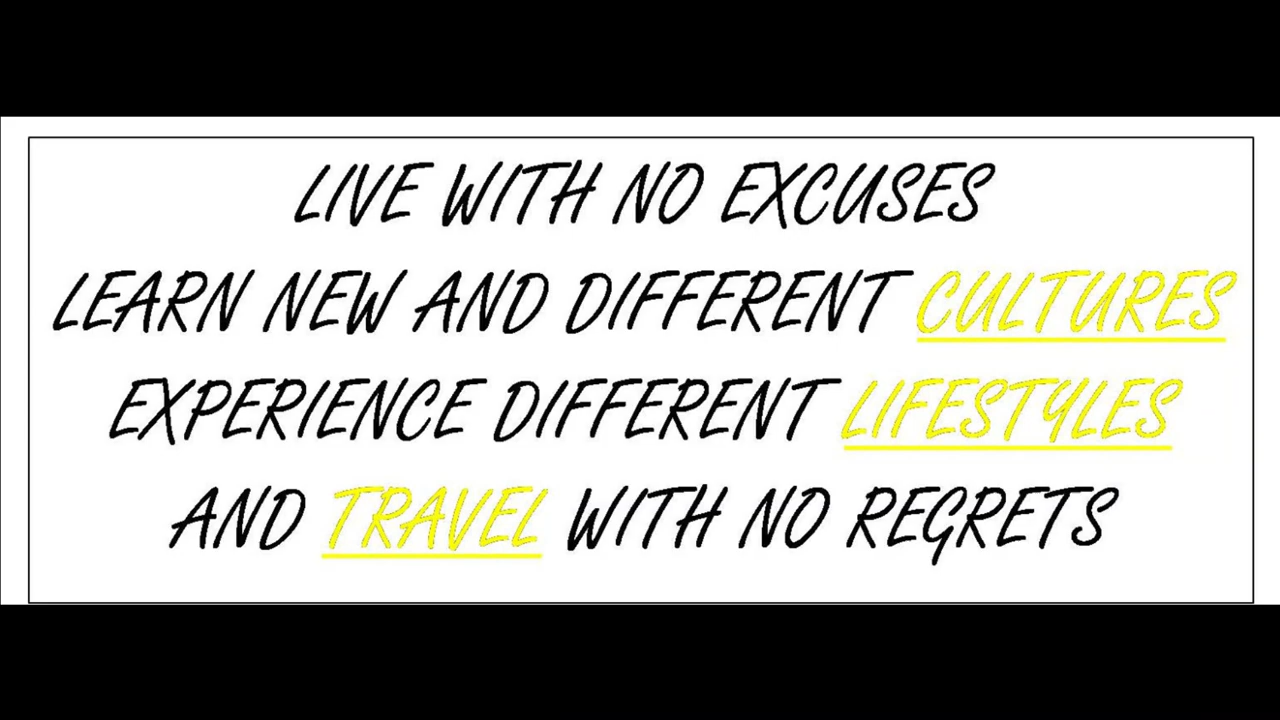 LIVE WITH NO EXCUSES
LEARN NEW AND DIFFERENT CULTURES
EXPERIENCE DIFFERENT LIFESTYLES
AND TRAVEL WITH NO REGRETS